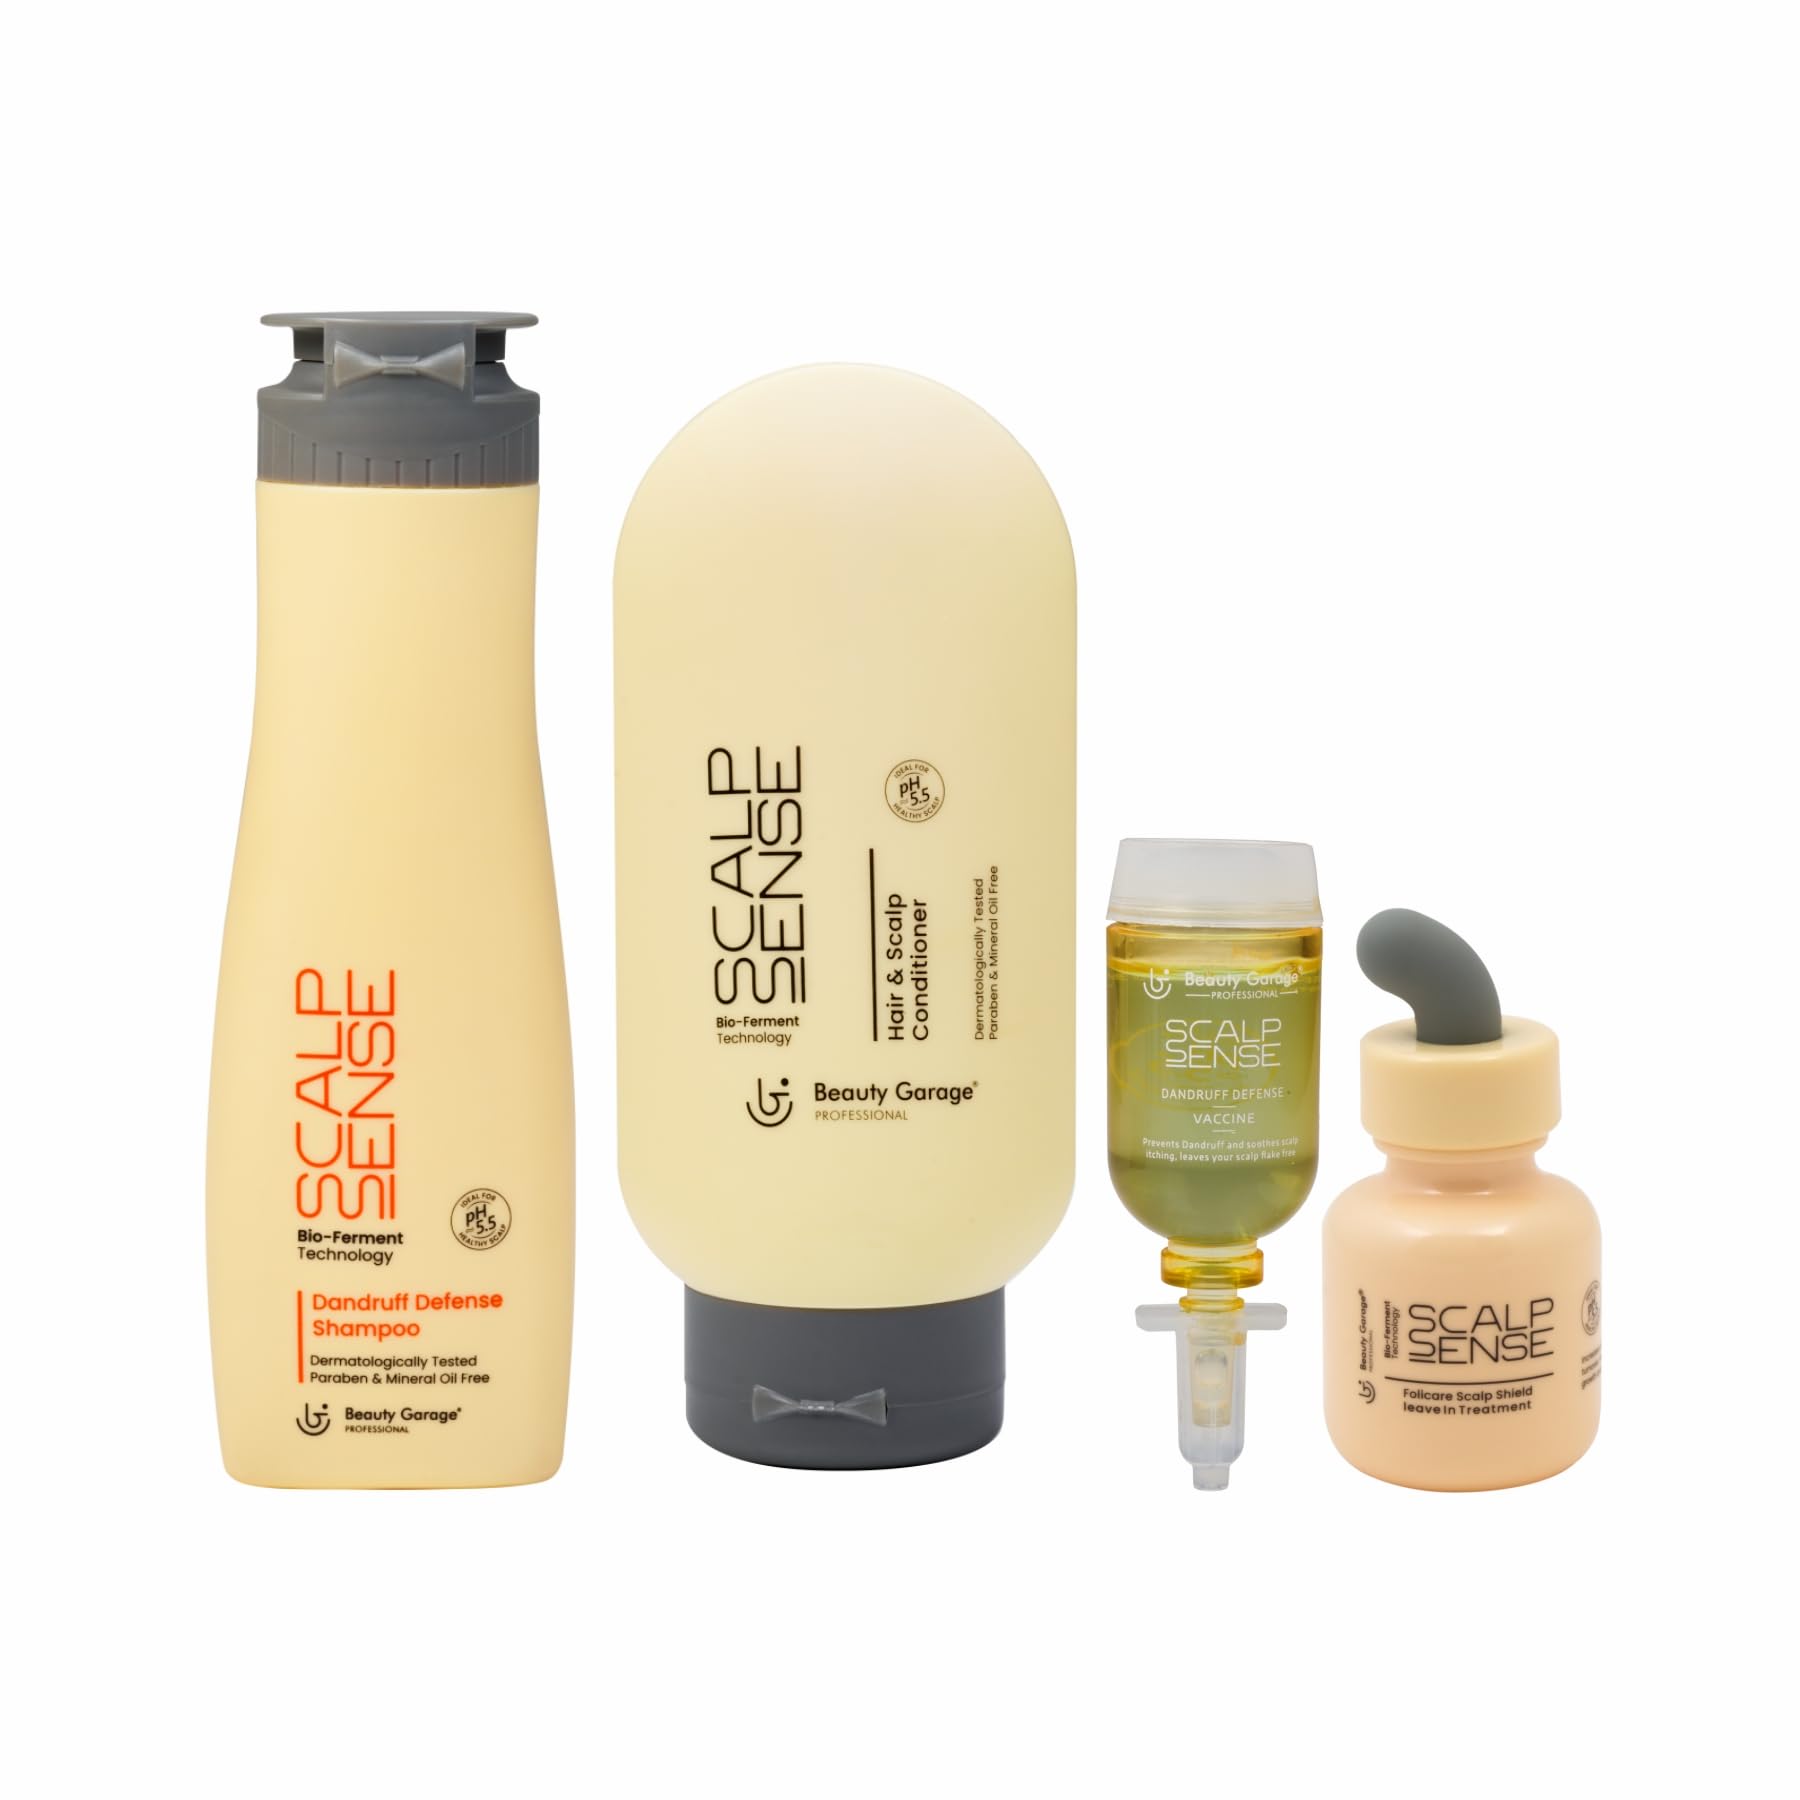 SCALP
SENSE
Bio-Ferment
Technology
IDEAL FOR
pH
5.5
HEALTHY SCALP
Dandruff Defense
Shampoo
Dermatologically Tested
Paraben & Mineral Oil Free
Beauty Garage®
PROFESSIONAL
SCALP
SENSE
Bio-Ferment
Technology
IDEAL FOR
pH
5.5
HEALTHY SCALP
Hair & Scalp
Conditioner
Dermatologically Tested
Paraben & Mineral Oil Free
Beauty Garage®
PROFESSIONAL
Beauty Garage®
PROFESSIONAL
SCALP
SENSE
DANDRUFF DEFENSE
VACCINE
Prevents Dandruff and soothes scalp
itching, leaves your scalp flake free
Beauty Garage®
PROFESSIONAL
Bio-Ferment
Technology
SCALP
SENSE
Folicare Scalp Shield
leave In Treatment